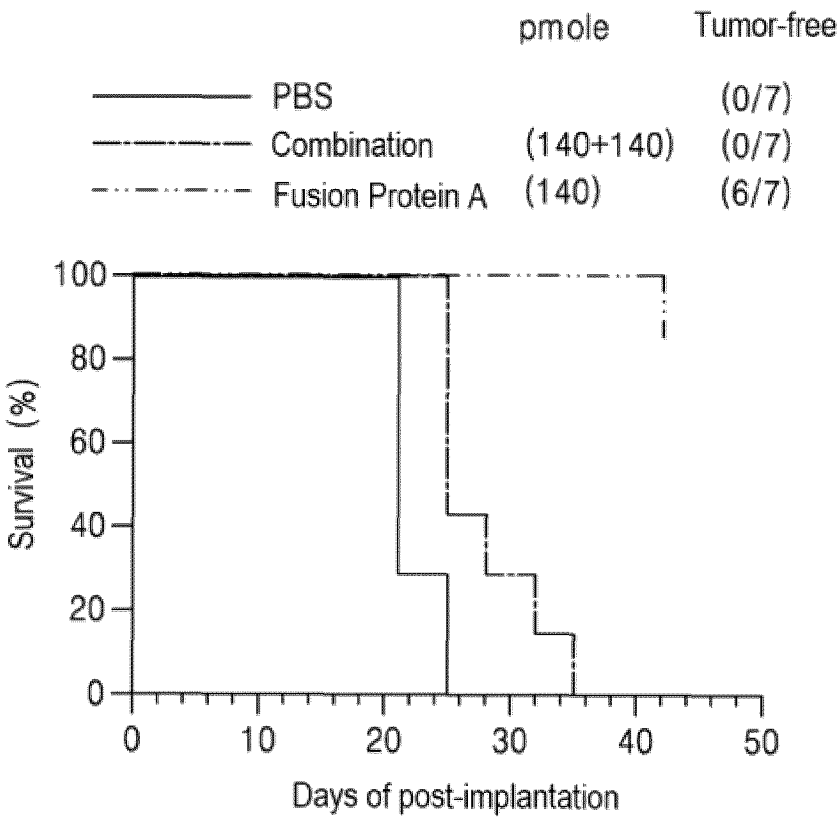 pmole Tumor-free
PBS (0/7)
Combination (140+140) (0/7)
Fusion Protein A (140) (6/7)
100
80
60
40
20
0
Survival (%)
0 10 20 30 40 50
Days of post-implantation